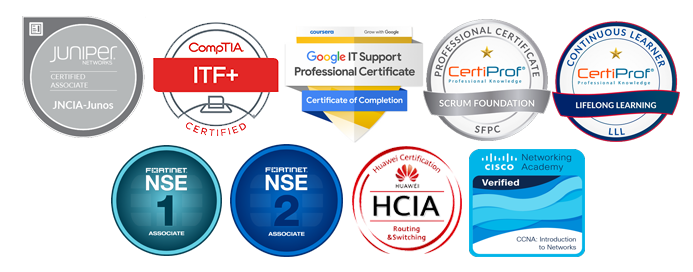 JUNIPER
NETWORKS
CERTIFIED
ASSOCIATE
JNCIA-Junos
CompTIA
ITF+
CERTIFIED
coursera
Grow with Google
Google IT Support
Professional Certificate
Certificate of Completion
PROFESSIONAL CERTIFICATE
CertiProf®
Professional Knowledge
SCRUM FOUNDATION
SFPC
CONTINUOUS LEARNER
CertiProf®
Professional Knowledge
LIFELONG LEARNING
LLL
FORTINET
NSE
1
ASSOCIATE
FORTINET
NSE
2
ASSOCIATE
Huawei Certification
HUAWEI
HCIA
Routing
&Switching
CISCO
Networking
Academy
Verified
CCNA: Introduction
to Networks